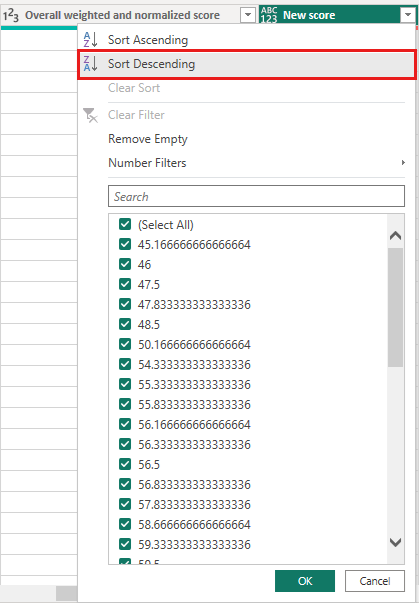 1²3 Overall weighted and normalized score
ABC 123 New score
A Z Sort Ascending
Z A Sort Descending
Clear Sort
Clear Filter
Remove Empty
Number Filters
Search
(Select All)
45.166666666666664
46
47.5
47.833333333333336
48.5
50.166666666666664
54.333333333333336
55.333333333333336
55.833333333333336
56.166666666666664
56.333333333333336
56.5
56.833333333333336
57.833333333333336
58.666666666666664
59.333333333333336
59.5
OK
Cancel